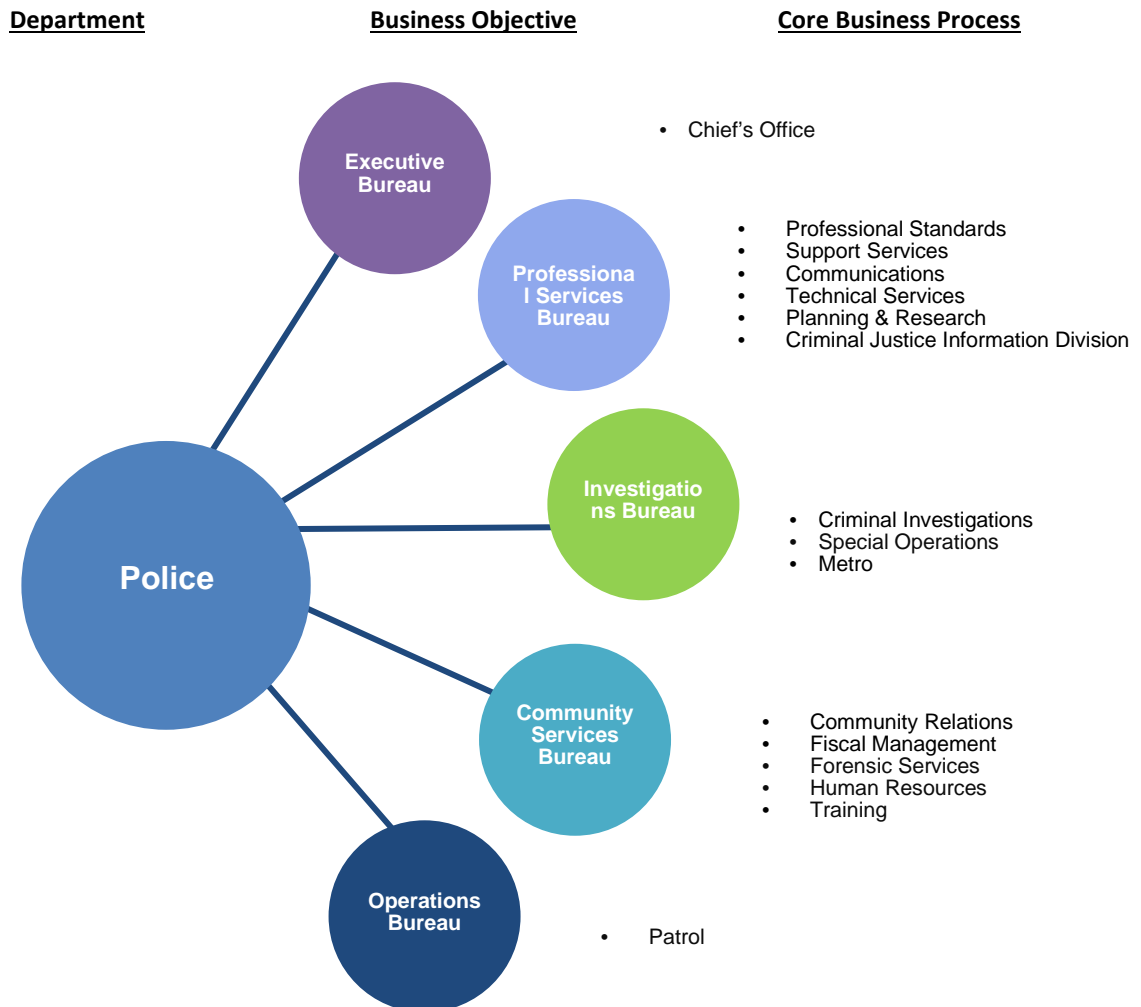 Department Business Objective Core Business Process
Executive
Bureau
• Chief's Office
Professiona
l Services
Bureau
• Professional Standards
• Support Services
• Communications
• Technical Services
• Planning & Research
• Criminal Justice Information Division
Investigatio
ns Bureau
• Criminal Investigations
• Special Operations
• Metro
Police
Community
Services
Bureau
• Community Relations
• Fiscal Management
• Forensic Services
• Human Resources
• Training
Operations
Bureau
• Patrol